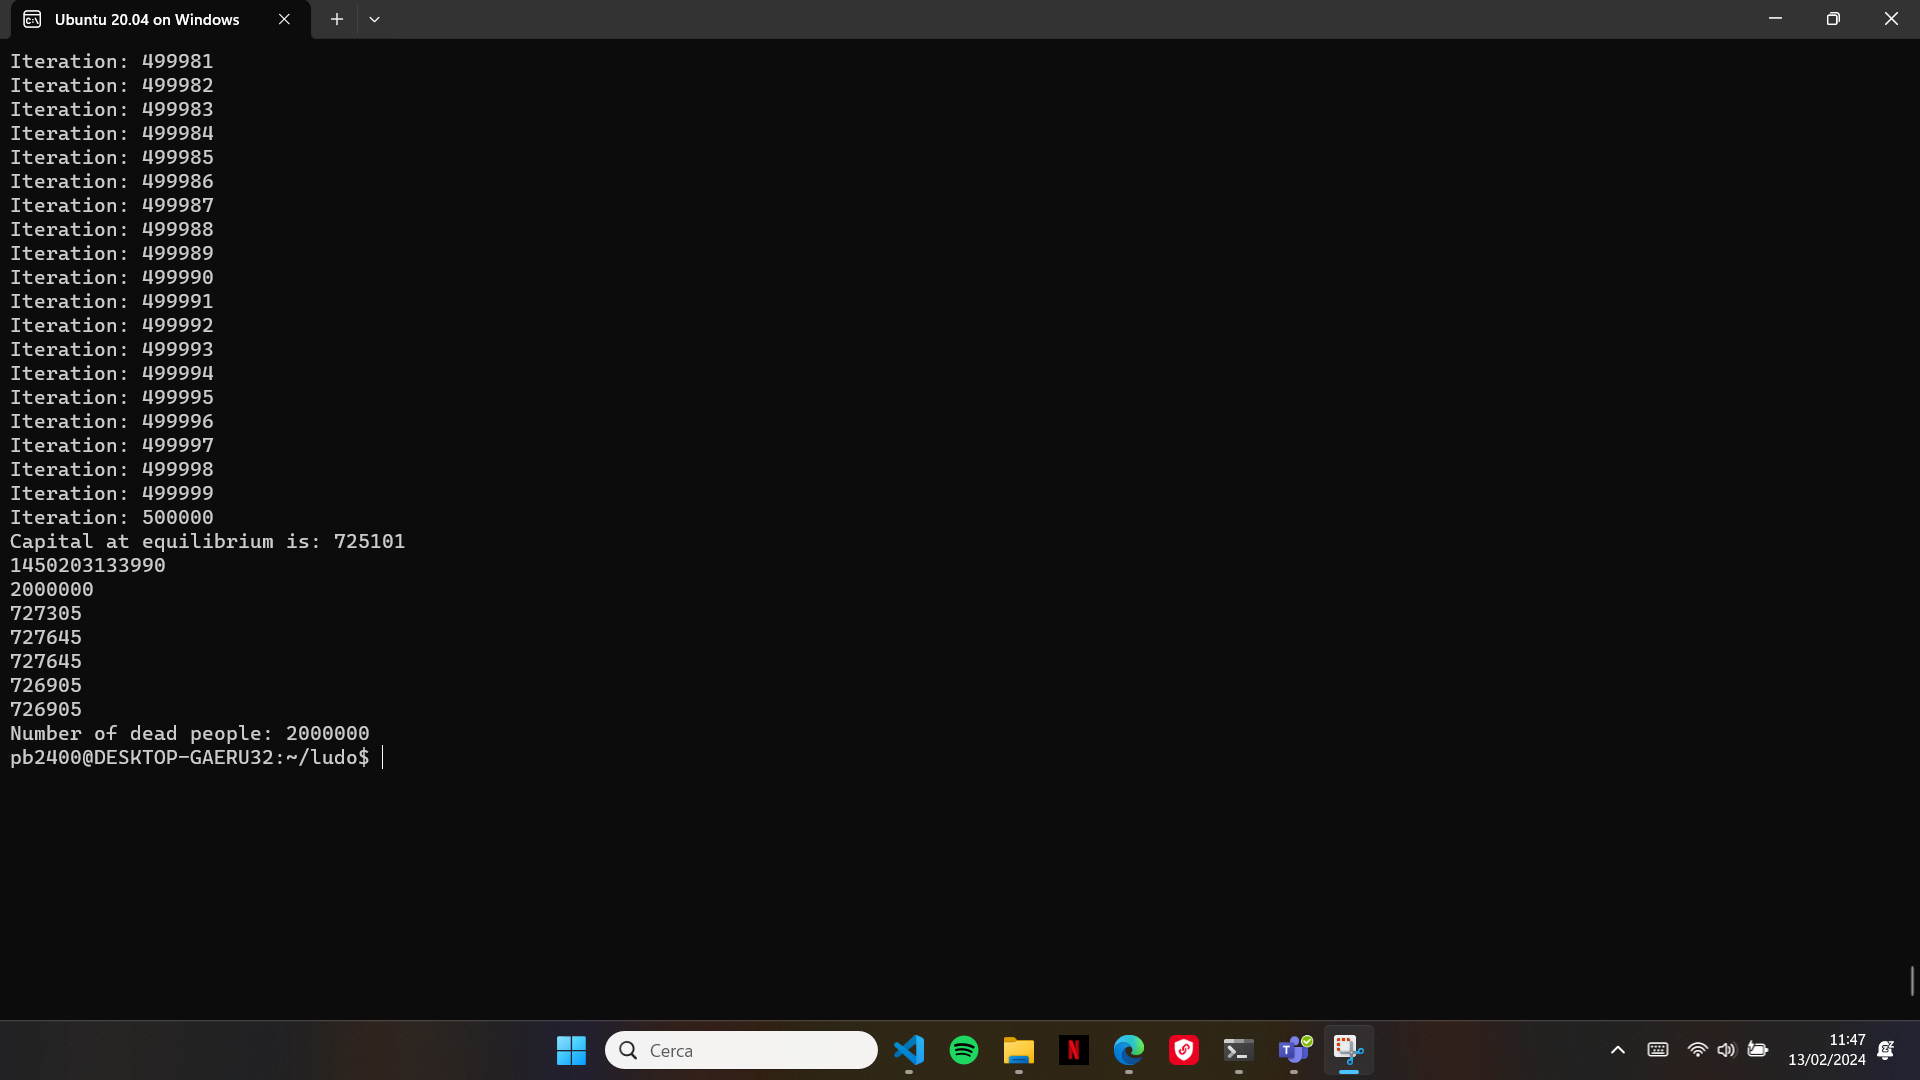 Ubuntu 20.04 on Windows
Iteration: 499981
Iteration: 499982
Iteration: 499983
Iteration: 499984
Iteration: 499985
Iteration: 499986
Iteration: 499987
Iteration: 499988
Iteration: 499989
Iteration: 499990
Iteration: 499991
Iteration: 499992
Iteration: 499993
Iteration: 499994
Iteration: 499995
Iteration: 499996
Iteration: 499997
Iteration: 499998
Iteration: 499999
Iteration: 500000
Capital at equilibrium is: 725101
1450203133990
2000000
727305
727645
727645
726905
726905
Number of dead people: 2000000
pb2400@DESKTOP-GAERU32:~/ludo$
Cerca
11:47
13/02/2024